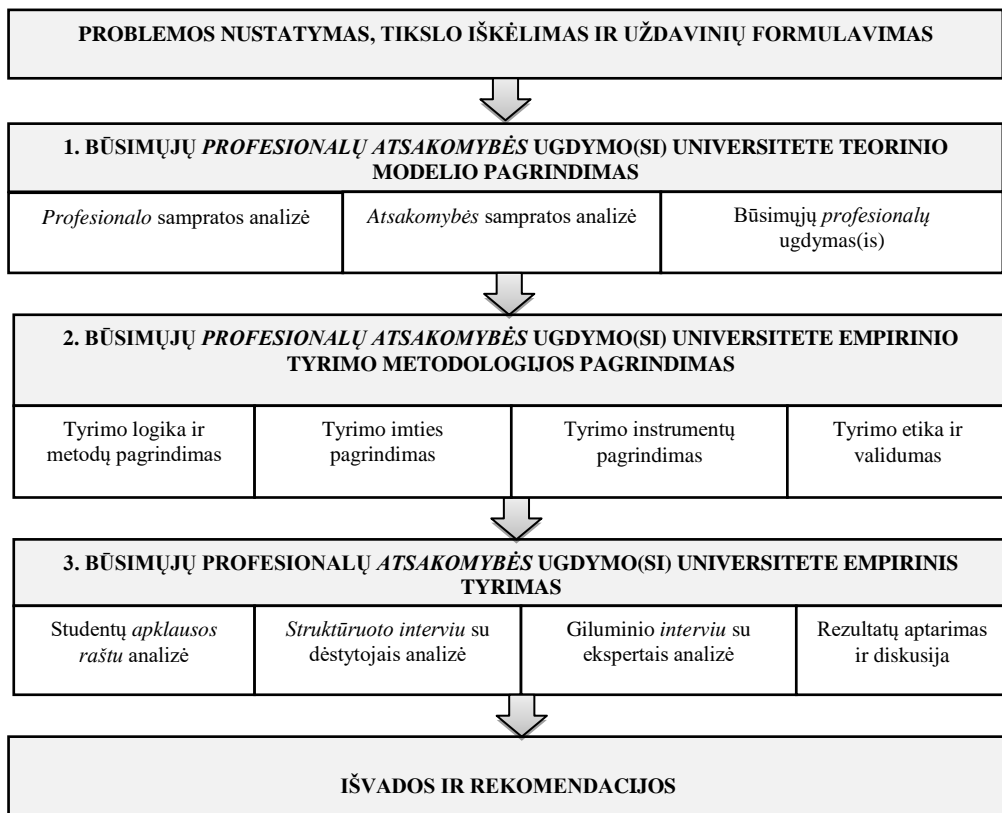 PROBLEMOS NUSTATYMAS, TIKSLO IŠKĖLIMAS IR UŽDAVINIŲ FORMULAVIMAS
1. BŪSIMŲJŲ PROFESIONALŲ ATSAKOMYBĖS UGDYMO(SI) UNIVERSITETE TEORINIO
MODELIO PAGRINDIMAS
Profesionalo sampratos analizė
Atsakomybės sampratos analizė
Būsimųjų profesionalų
ugdymas(is)
2. BŪSIMŲJŲ PROFESIONALŲ ATSAKOMYBĖS UGDYMO(SI) UNIVERSITETE EMPIRINIO
TYRIMO METODOLOGIJOS PAGRINDIMAS
Tyrimo logika ir
metodų pagrindimas
Tyrimo imties
pagrindimas
Tyrimo instrumentų
pagrindimas
Tyrimo etika ir
validumas
3. BŪSIMŲJŲ PROFESIONALŲ ATSAKOMYBĖS UGDYMO(SI) UNIVERSITETE EMPIRINIS
TYRIMAS
Studentų apklausos
raštu analizė
Struktūruoto interviu su
dėstytojais analizė
Giluminio interviu su
ekspertais analizė
Rezultatų aptarimas
ir diskusija
IŠVADOS IR REKOMENDACIJOS